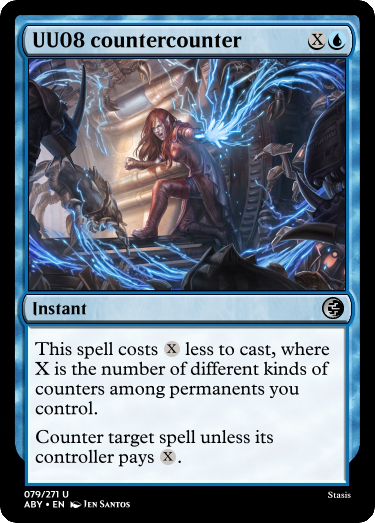 UU08 countercounter X
Instant
This spell costs X less to cast, where
X is the number of different kinds of
counters among permanents you
control.
Counter target spell unless its
controller pays X.
079/271 U
Stasis
ABY • EN Jen Santos